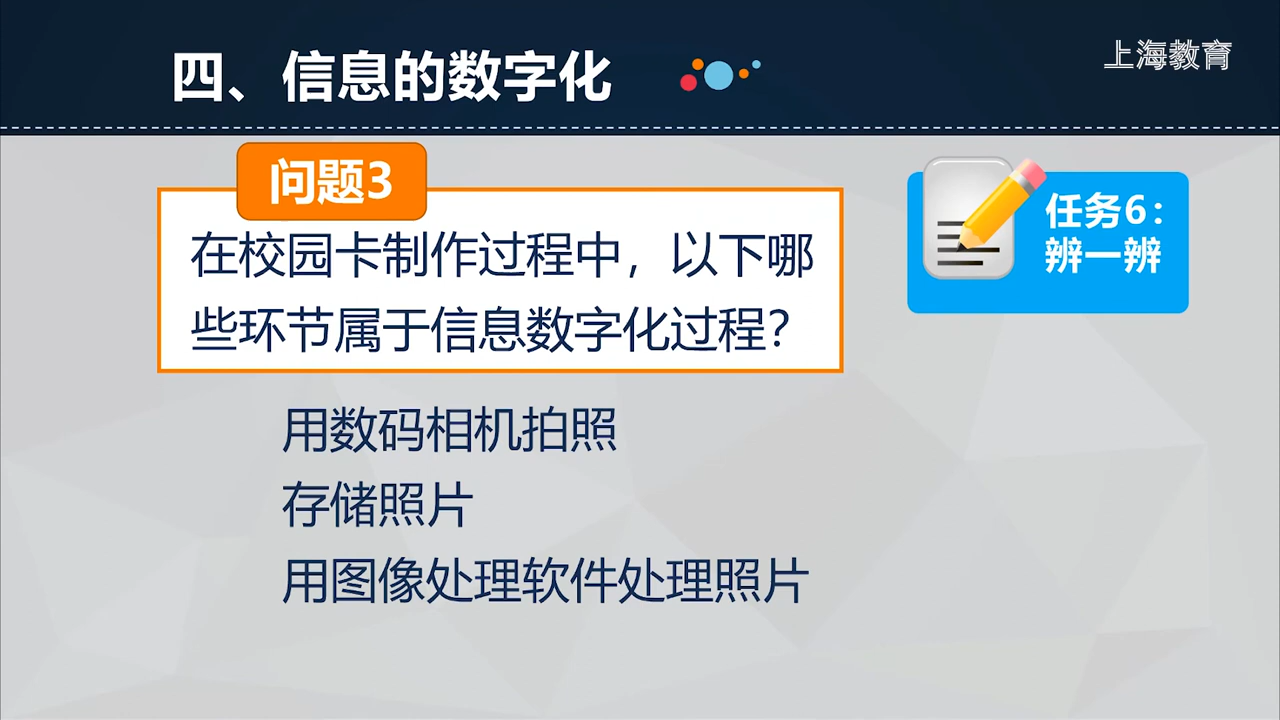 四、信息的数字化
上海教育
问题3
在校园卡制作过程中，以下哪
些环节属于信息数字化过程？
任务6：
辨一辨
用数码相机拍照
存储照片
用图像处理软件处理照片